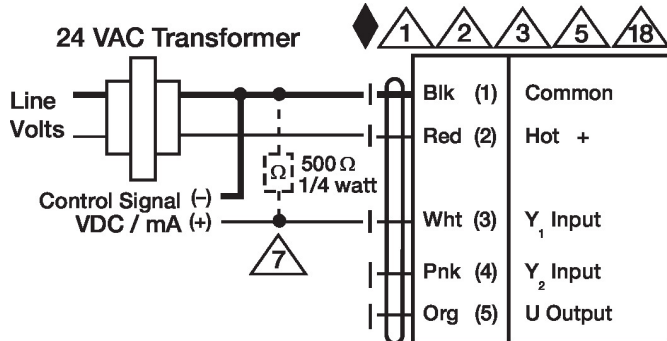 24 VAC Transformer
1 2 3 5 18
Line
Volts
Blk (1) Common
Red (2) Hot +
Ω 500 Ω
1/4 watt
Control Signal (–)
VDC / mA (+)
Wht (3) Y₁ Input
7
Pnk (4) Y₂ Input
Org (5) U Output